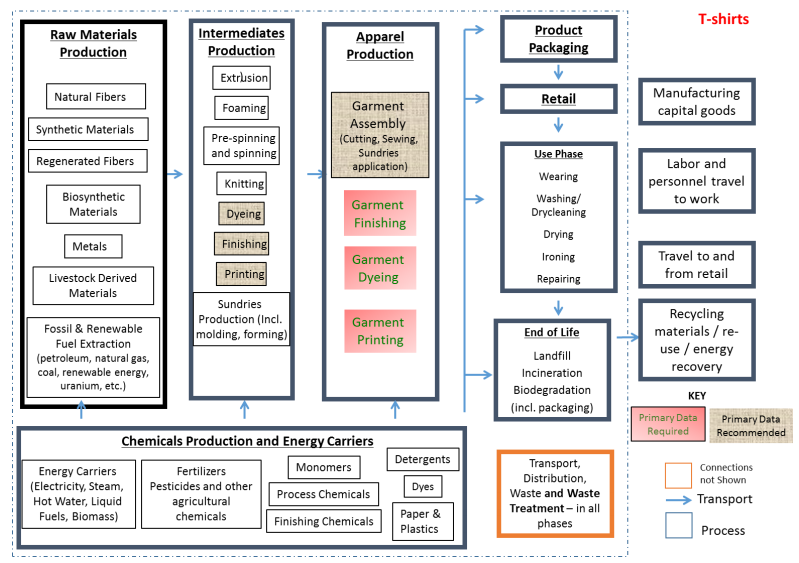 T-shirts
Raw Materials
Production
Natural Fibers
Synthetic Materials
Regenerated Fibers
Biosynthetic
Materials
Metals
Livestock Derived
Materials
Fossil & Renewable
Fuel Extraction
(petroleum, natural gas,
coal, renewable energy,
uranium, etc.)
Intermediates
Production
Extrusion
Foaming
Pre-spinning
and spinning
Knitting
Dyeing
Finishing
Printing
Sundries
Production (Incl.
molding, forming)
Apparel
Production
Garment
Assembly
(Cutting, Sewing,
Sundries
application)
Garment
Finishing
Garment
Dyeing
Garment
Printing
Product
Packaging
Retail
Use Phase
Wearing
Washing/
Drycleaning
Drying
Ironing
Repairing
End of Life
Landfill
Incineration
Biodegradation
(incl. packaging)
Manufacturing
capital goods
Labor and
personnel travel
to work
Travel to and
from retail
Recycling
materials / re-
use / energy
recovery
Chemicals Production and Energy Carriers
Energy Carriers
(Electricity, Steam,
Hot Water, Liquid
Fuels, Biomass)
Fertilizers
Pesticides and other
agricultural
chemicals
Monomers
Process Chemicals
Finishing Chemicals
Detergents
Dyes
Paper &
Plastics
Transport,
Distribution,
Waste and Waste
Treatment – in all
phases
KEY
Primary Data
Required
Primary Data
Recommended
Connections
not Shown
Transport
Process